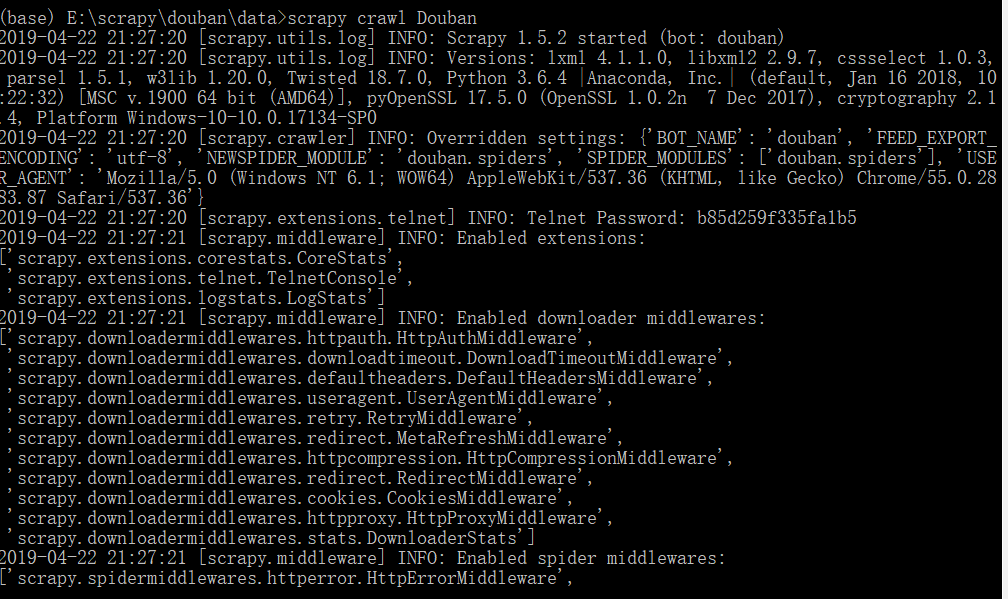 (base) E:\scrapy\douban\data>scrapy crawl Douban
2019-04-22 21:27:20 [scrapy.utils.log] INFO: Scrapy 1.5.2 started (bot: douban)
2019-04-22 21:27:20 [scrapy.utils.log] INFO: Versions: lxml 4.1.1.0, libxml2 2.9.7, cssselect 1.0.3,
 parsel 1.5.1, w3lib 1.20.0, Twisted 18.7.0, Python 3.6.4 |Anaconda, Inc.| (default, Jan 16 2018, 10
:22:32) [MSC v.1900 64 bit (AMD64)], pyOpenSSL 17.5.0 (OpenSSL 1.0.2n  7 Dec 2017), cryptography 2.1
.4, Platform Windows-10-10.0.17134-SP0
2019-04-22 21:27:20 [scrapy.crawler] INFO: Overridden settings: {'BOT_NAME': 'douban', 'FEED_EXPORT_
ENCODING': 'utf-8', 'NEWSPIDER_MODULE': 'douban.spiders', 'SPIDER_MODULES': ['douban.spiders'], 'USE
R_AGENT': 'Mozilla/5.0 (Windows NT 6.1; WOW64) AppleWebKit/537.36 (KHTML, like Gecko) Chrome/55.0.28
83.87 Safari/537.36'}
2019-04-22 21:27:20 [scrapy.extensions.telnet] INFO: Telnet Password: b85d259f335fa1b5
2019-04-22 21:27:21 [scrapy.middleware] INFO: Enabled extensions:
['scrapy.extensions.corestats.CoreStats',
 'scrapy.extensions.telnet.TelnetConsole',
 'scrapy.extensions.logstats.LogStats']
2019-04-22 21:27:21 [scrapy.middleware] INFO: Enabled downloader middlewares:
['scrapy.downloadermiddlewares.httpauth.HttpAuthMiddleware',
 'scrapy.downloadermiddlewares.downloadtimeout.DownloadTimeoutMiddleware',
 'scrapy.downloadermiddlewares.defaultheaders.DefaultHeadersMiddleware',
 'scrapy.downloadermiddlewares.useragent.UserAgentMiddleware',
 'scrapy.downloadermiddlewares.retry.RetryMiddleware',
 'scrapy.downloadermiddlewares.redirect.MetaRefreshMiddleware',
 'scrapy.downloadermiddlewares.httpcompression.HttpCompressionMiddleware',
 'scrapy.downloadermiddlewares.redirect.RedirectMiddleware',
 'scrapy.downloadermiddlewares.cookies.CookiesMiddleware',
 'scrapy.downloadermiddlewares.httpproxy.HttpProxyMiddleware',
 'scrapy.downloadermiddlewares.stats.DownloaderStats']
2019-04-22 21:27:21 [scrapy.middleware] INFO: Enabled spider middlewares:
['scrapy.spidermiddlewares.httperror.HttpErrorMiddleware',